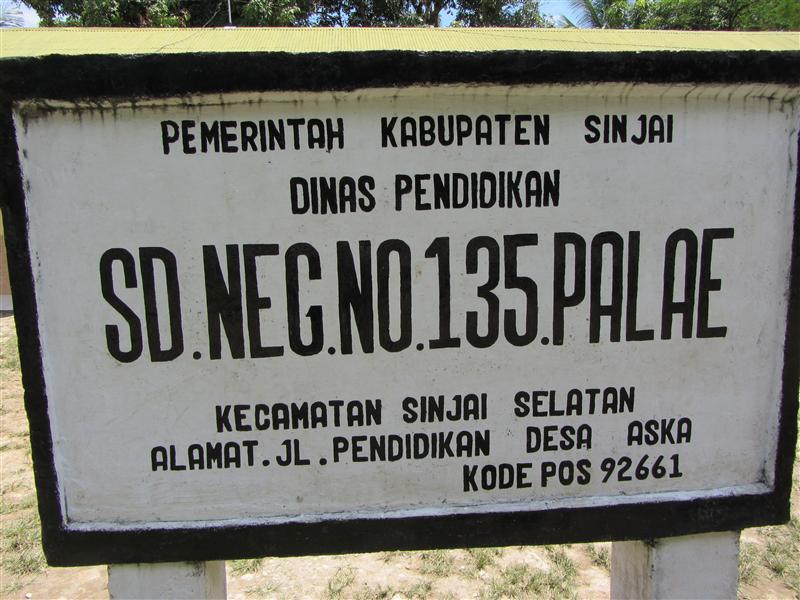 PEMERINTAH KABUPATEN SINJAI
DINAS PENDIDIKAN
SD.NEG.NO.135.PALAE
KECAMATAN SINJAI SELATAN
ALAMAT.JL.PENDIDIKAN DESA ASKA
KODE POS 92661